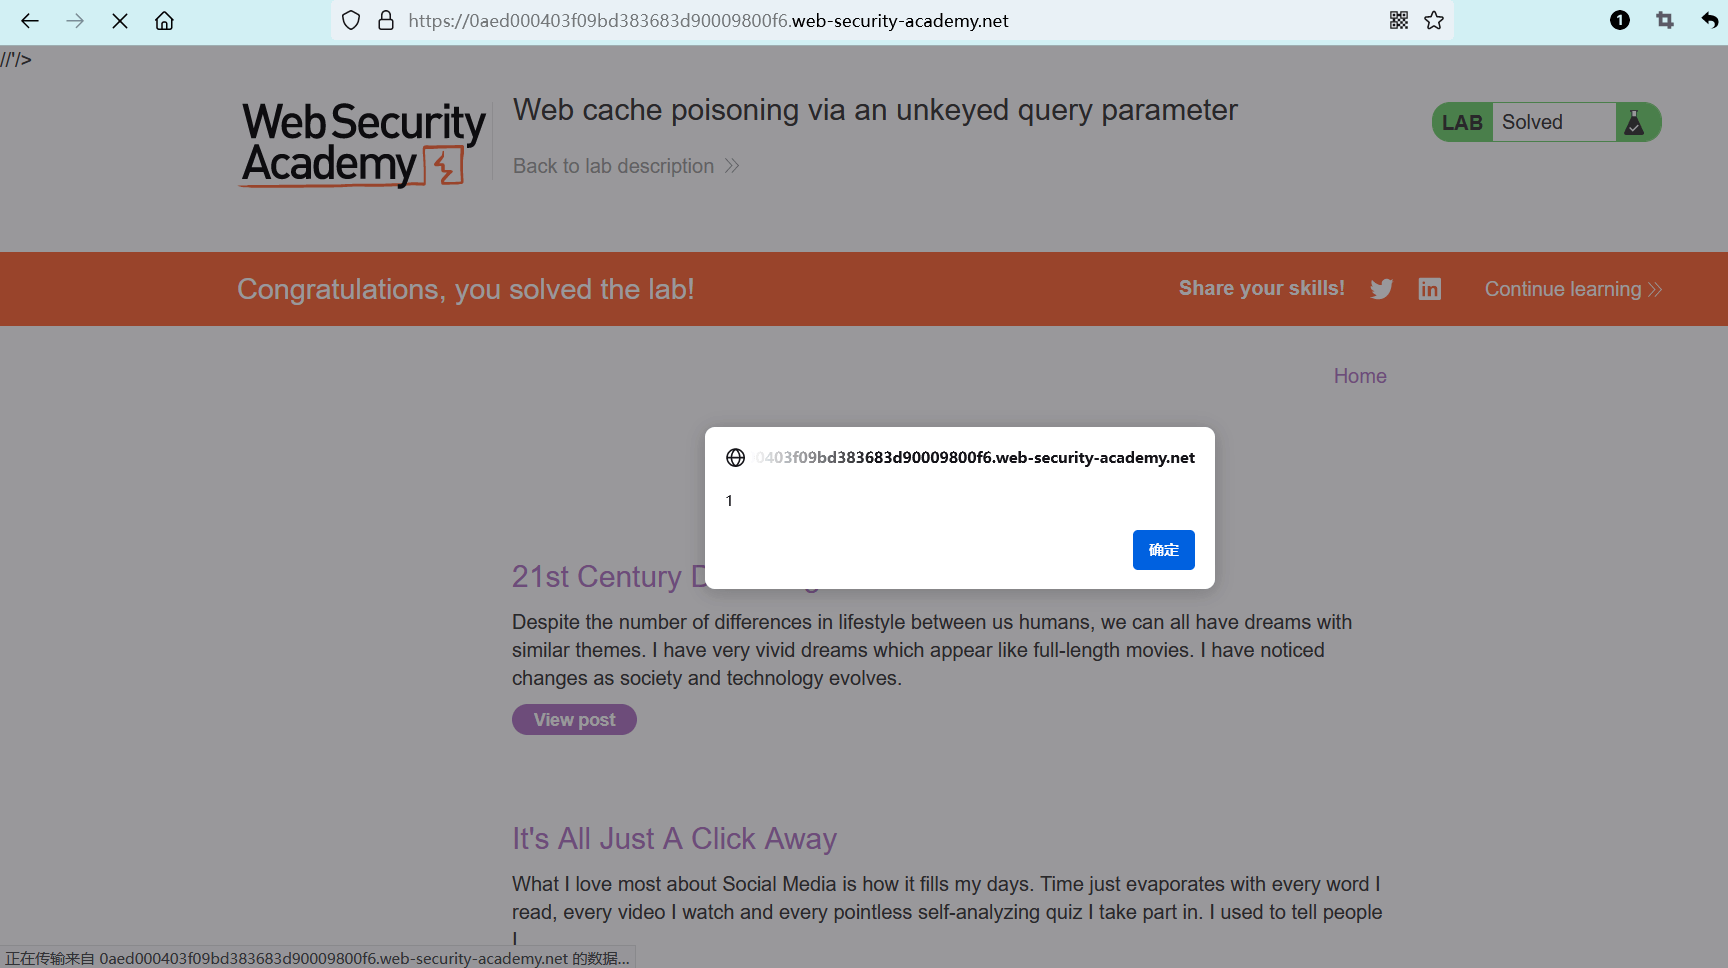 https://0aed000403f09bd383683d90009800f6.web-security-academy.net
1
//'/>
WebSecurity
Academy
Web cache poisoning via an unkeyed query parameter
Back to lab description
LAB Solved
Congratulations, you solved the lab!
Share your skills!
Continue learning
Home
0403f09bd383683d90009800f6.web-security-academy.net
1
确定
21st Century D
Despite the number of differences in lifestyle between us humans, we can all have dreams with
similar themes. I have very vivid dreams which appear like full-length movies. I have noticed
changes as society and technology evolves.
View post
It's All Just A Click Away
What I love most about Social Media is how it fills my days. Time just evaporates with every word I
read, every video I watch and every pointless self-analyzing quiz I take part in. I used to tell people
I
正在传输来自 0aed000403f09bd383683d90009800f6.web-security-academy.net 的数据...